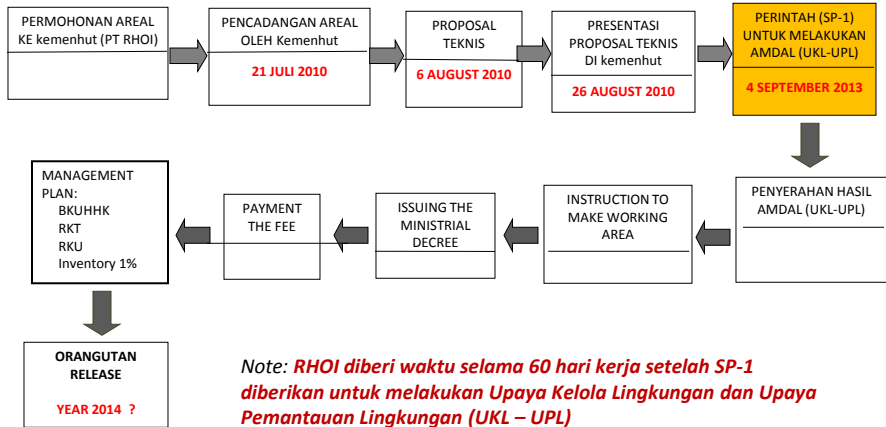 PERMOHONAN AREAL
KE kemenhut (PT RHOI)
PENCADANGAN AREAL
OLEH Kemenhut
21 JULI 2010
PROPOSAL
TEKNIS
6 AUGUST 2010
PRESENTASI
PROPOSAL TEKNIS
DI kemenhut
26 AUGUST 2010
PERINTAH (SP-1)
UNTUK MELAKUKAN
AMDAL (UKL-UPL)
4 SEPTEMBER 2013
PENYERAHAN HASIL
AMDAL (UKL-UPL)
INSTRUCTION TO
MAKE WORKING
AREA
ISSUING THE
MINISTRIAL
DECREE
PAYMENT
THE FEE
MANAGEMENT
PLAN:
BKUHHK
RKT
RKU
Inventory 1%
ORANGUTAN
RELEASE
YEAR 2014 ?
Note: RHOI diberi waktu selama 60 hari kerja setelah SP-1
diberikan untuk melakukan Upaya Kelola Lingkungan dan Upaya
Pemantauan Lingkungan (UKL – UPL)